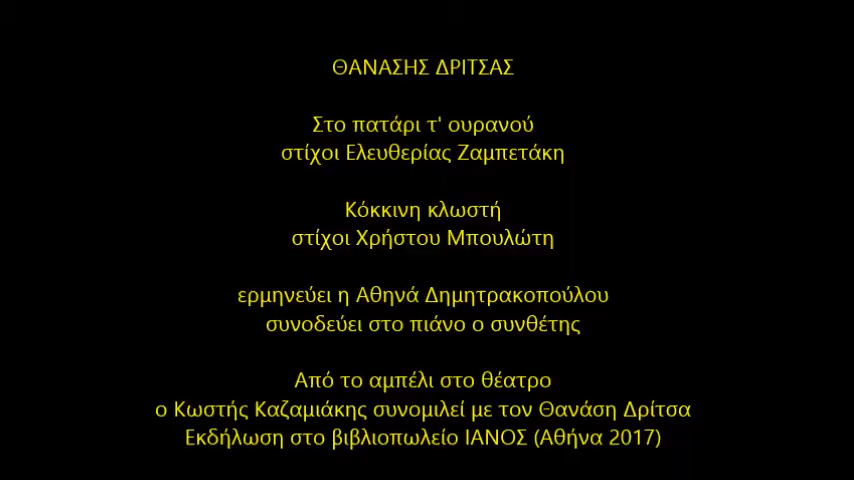 ΘΑΝΑΣΗΣ ΔΡΙΤΣΑΣ
Στο πατάρι τ' ουρανού
στίχοι Ελευθερίας Ζαμπετάκη
Κόκκινη κλωστή
στίχοι Χρήστου Μπουλώτη
ερμηνεύει η Αθηνά Δημητρακοπούλου
συνοδεύει στο πιάνο ο συνθέτης
Από το αμπέλι στο θέατρο
ο Κωστής Καζαμιάκης συνομιλεί με τον Θανάση Δρίτσα
Εκδήλωση στο βιβλιοπωλείο ΙΑΝΟΣ (Αθήνα 2017)